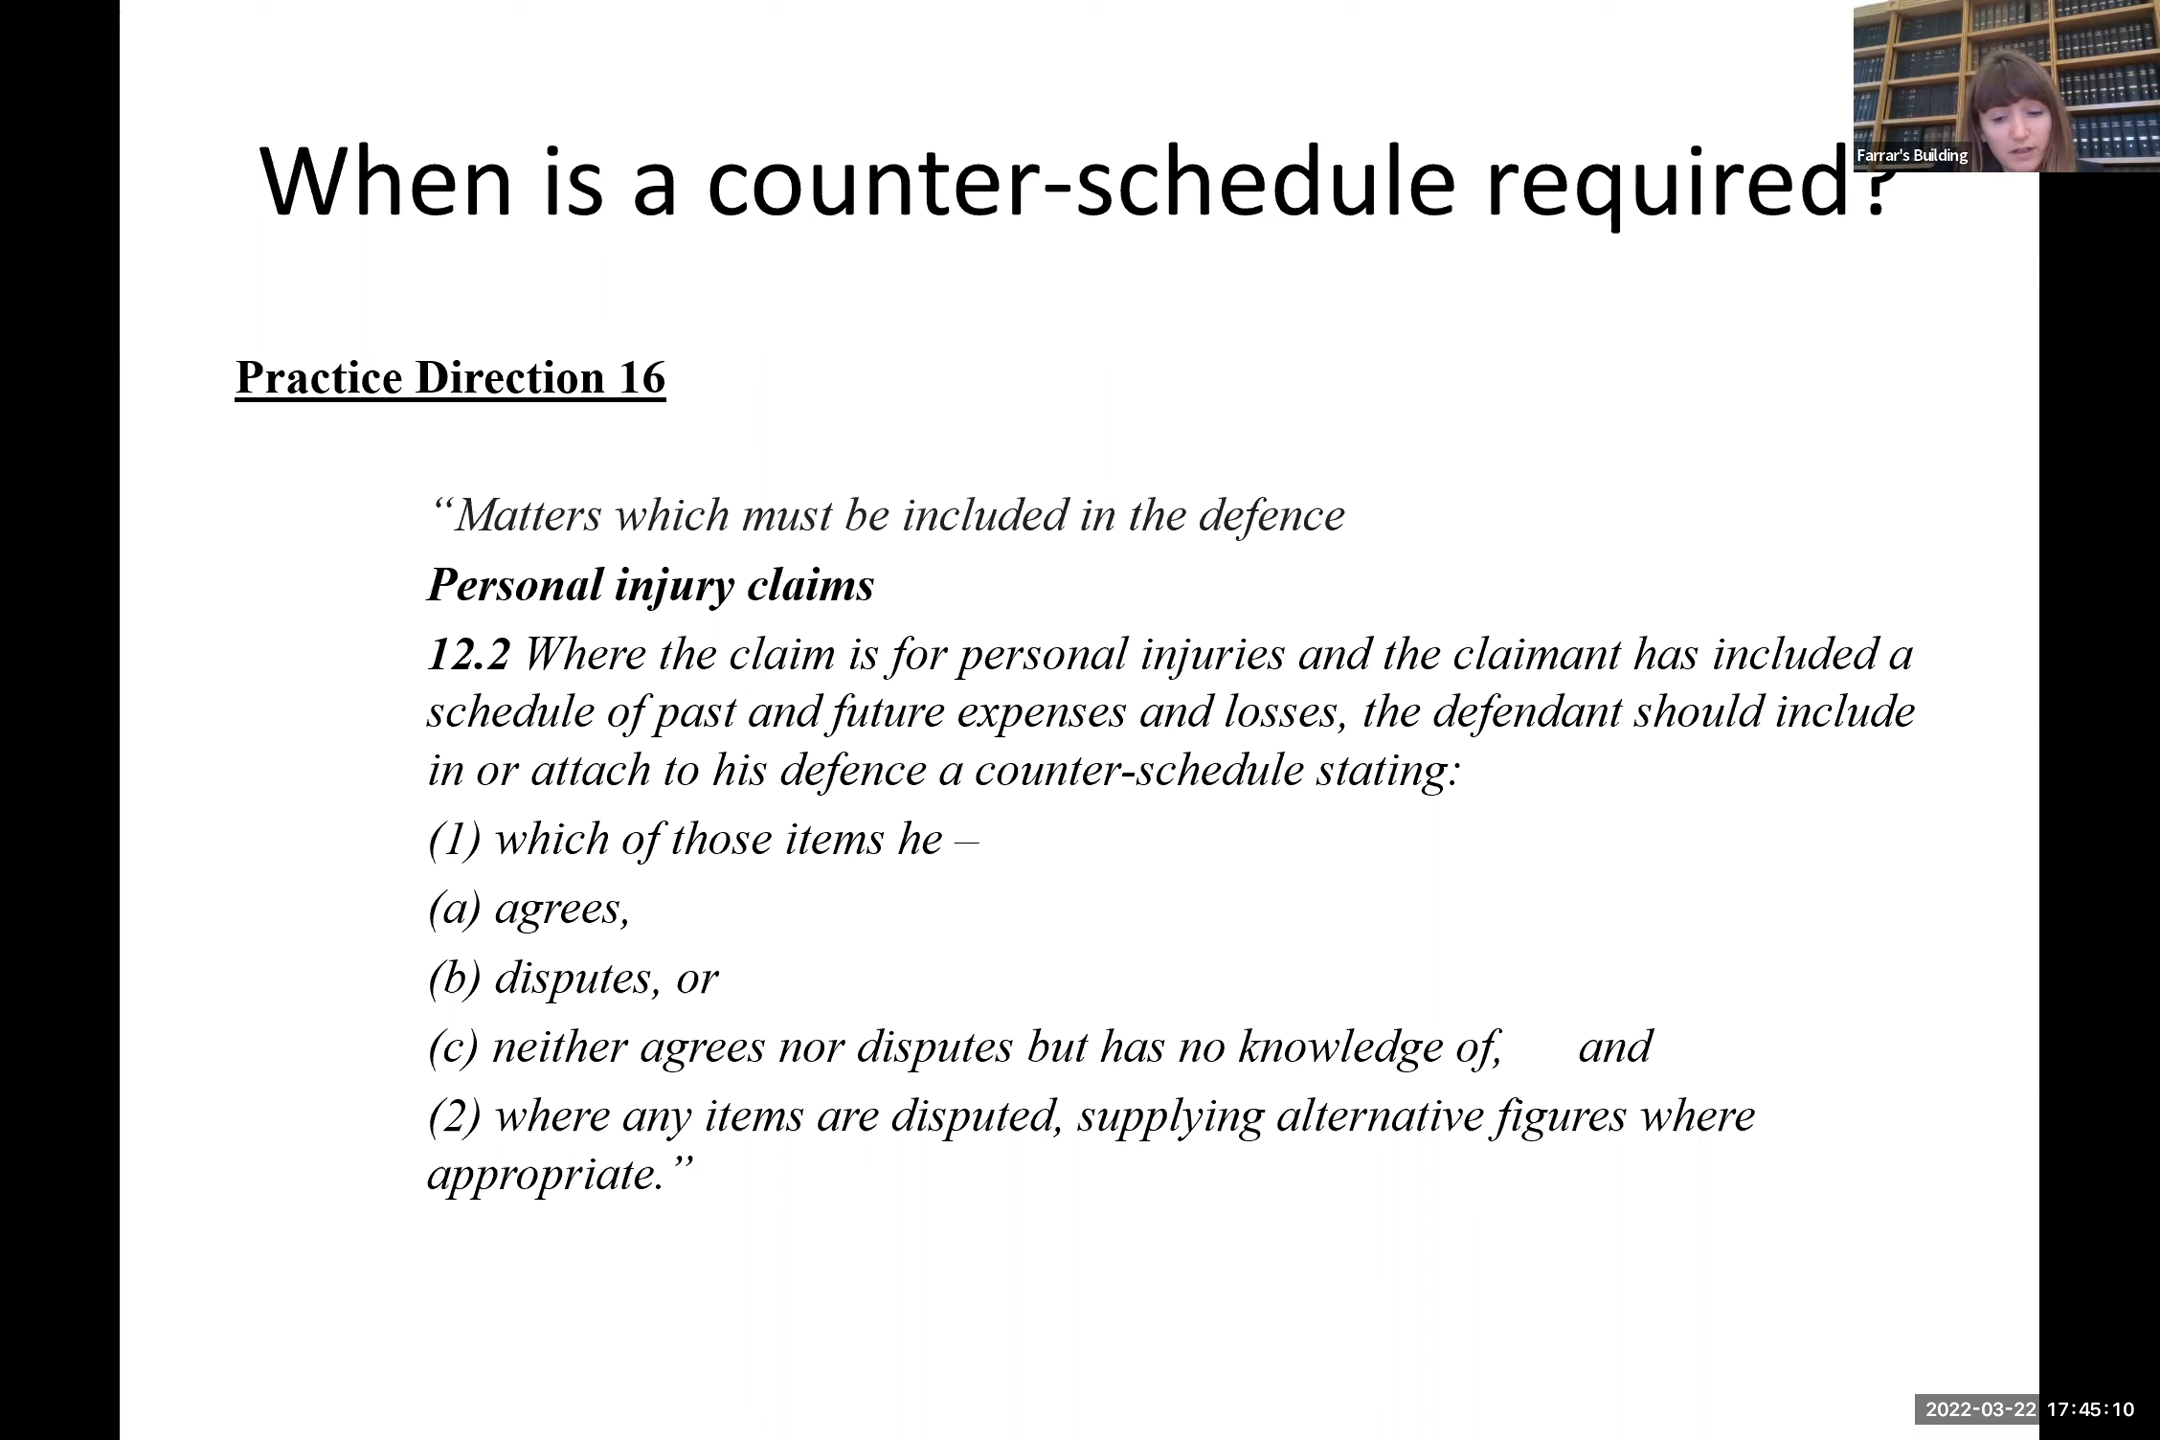 Farrar's Building
When is a counter-schedule required?
Practice Direction 16
“Matters which must be included in the defence
Personal injury claims
12.2 Where the claim is for personal injuries and the claimant has included a
schedule of past and future expenses and losses, the defendant should include
in or attach to his defence a counter-schedule stating:
(1) which of those items he –
(a) agrees,
(b) disputes, or
(c) neither agrees nor disputes but has no knowledge of, and
(2) where any items are disputed, supplying alternative figures where
appropriate.”
2022-03-22 17:45:10